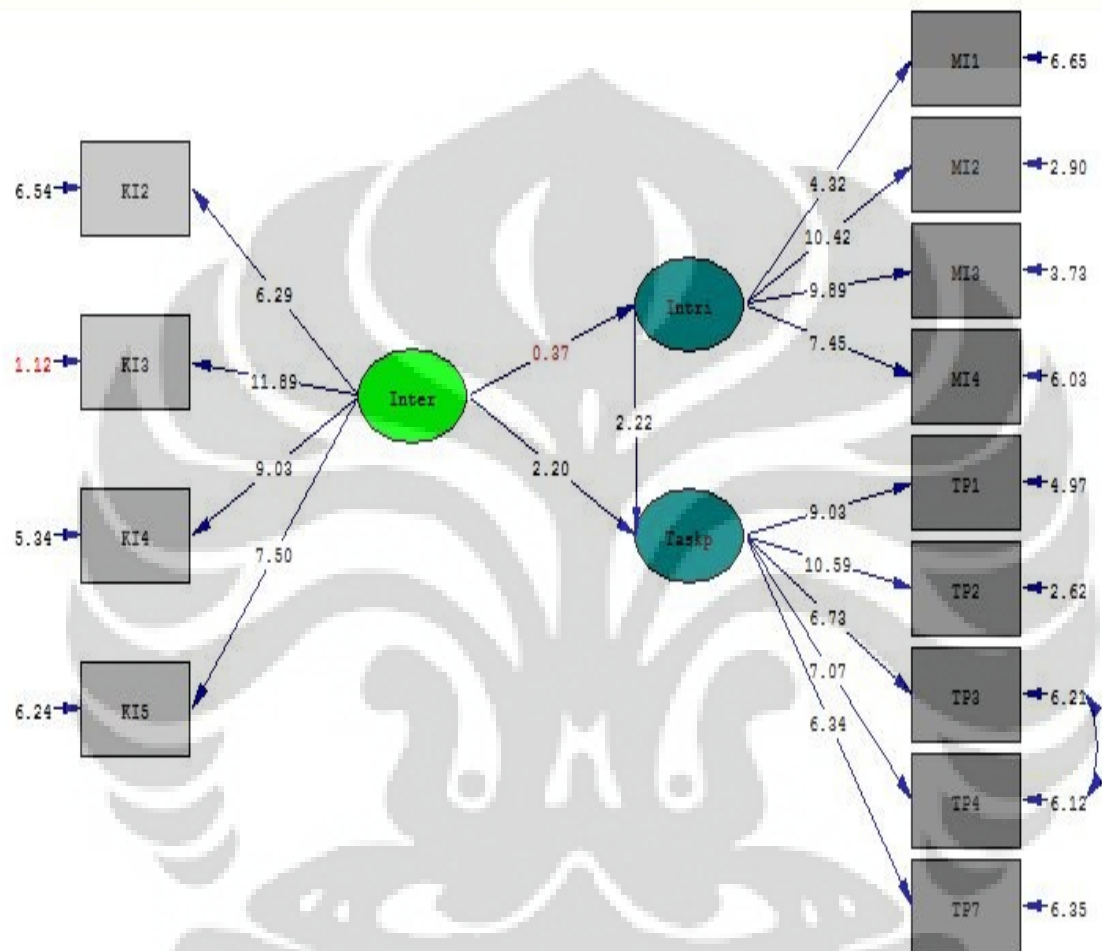 MI1
6.65
KI2
6.54
MI2
2.90
4.32
10.42
6.29
MI3
3.73
9.89
Intri
7.45
KI3
1.12
11.89
0.37
MI4
6.03
Inter
2.22
9.03
2.20
TP1
4.97
9.03
KI4
5.34
Taskp
10.59
7.50
TP2
2.62
6.73
7.07
TP3
6.21
KI5
6.24
6.34
TP4
6.12
TP7
6.35